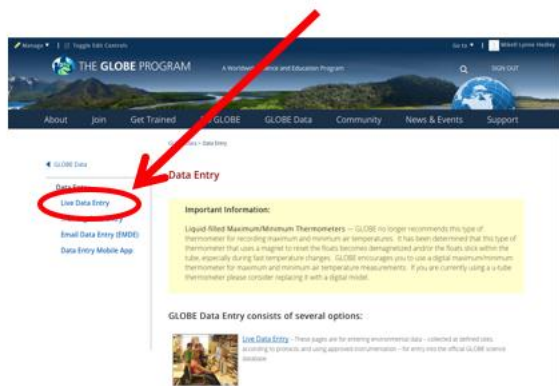 Manage Toggle Edit Controls
Go to Mikell Lynne Hedley
THE GLOBE PROGRAM
A Worldwide Science and Education Program
SIGN OUT
About Join Get Trained GLOBE GLOBE Data Community News & Events Support
Data Entry
GLOBE Data
Data Entry
Data Entry
Live Data Entry
Email Data Entry (EMDE)
Data Entry Mobile App
Important Information:
Liquid-filled Maximum/Minimum Thermometers — GLOBE no longer recommends this type of
thermometer for recording maximum and minimum air temperatures. It has been determined that this type of
thermometer that uses a magnet to reset the floats becomes demagnetized and/or the floats stick within the
tube, especially during fast temperature changes. GLOBE encourages you to use a digital maximum/minimum
thermometer for maximum and minimum air temperature measurements. If you are currently using a u-tube
thermometer please consider replacing it with a digital model.
GLOBE Data Entry consists of several options:
Live Data Entry - These pages are for entering environmental data - collected at defined sites
according to protocols and using approved instrumentation - for entry into the official GLOBE science
database